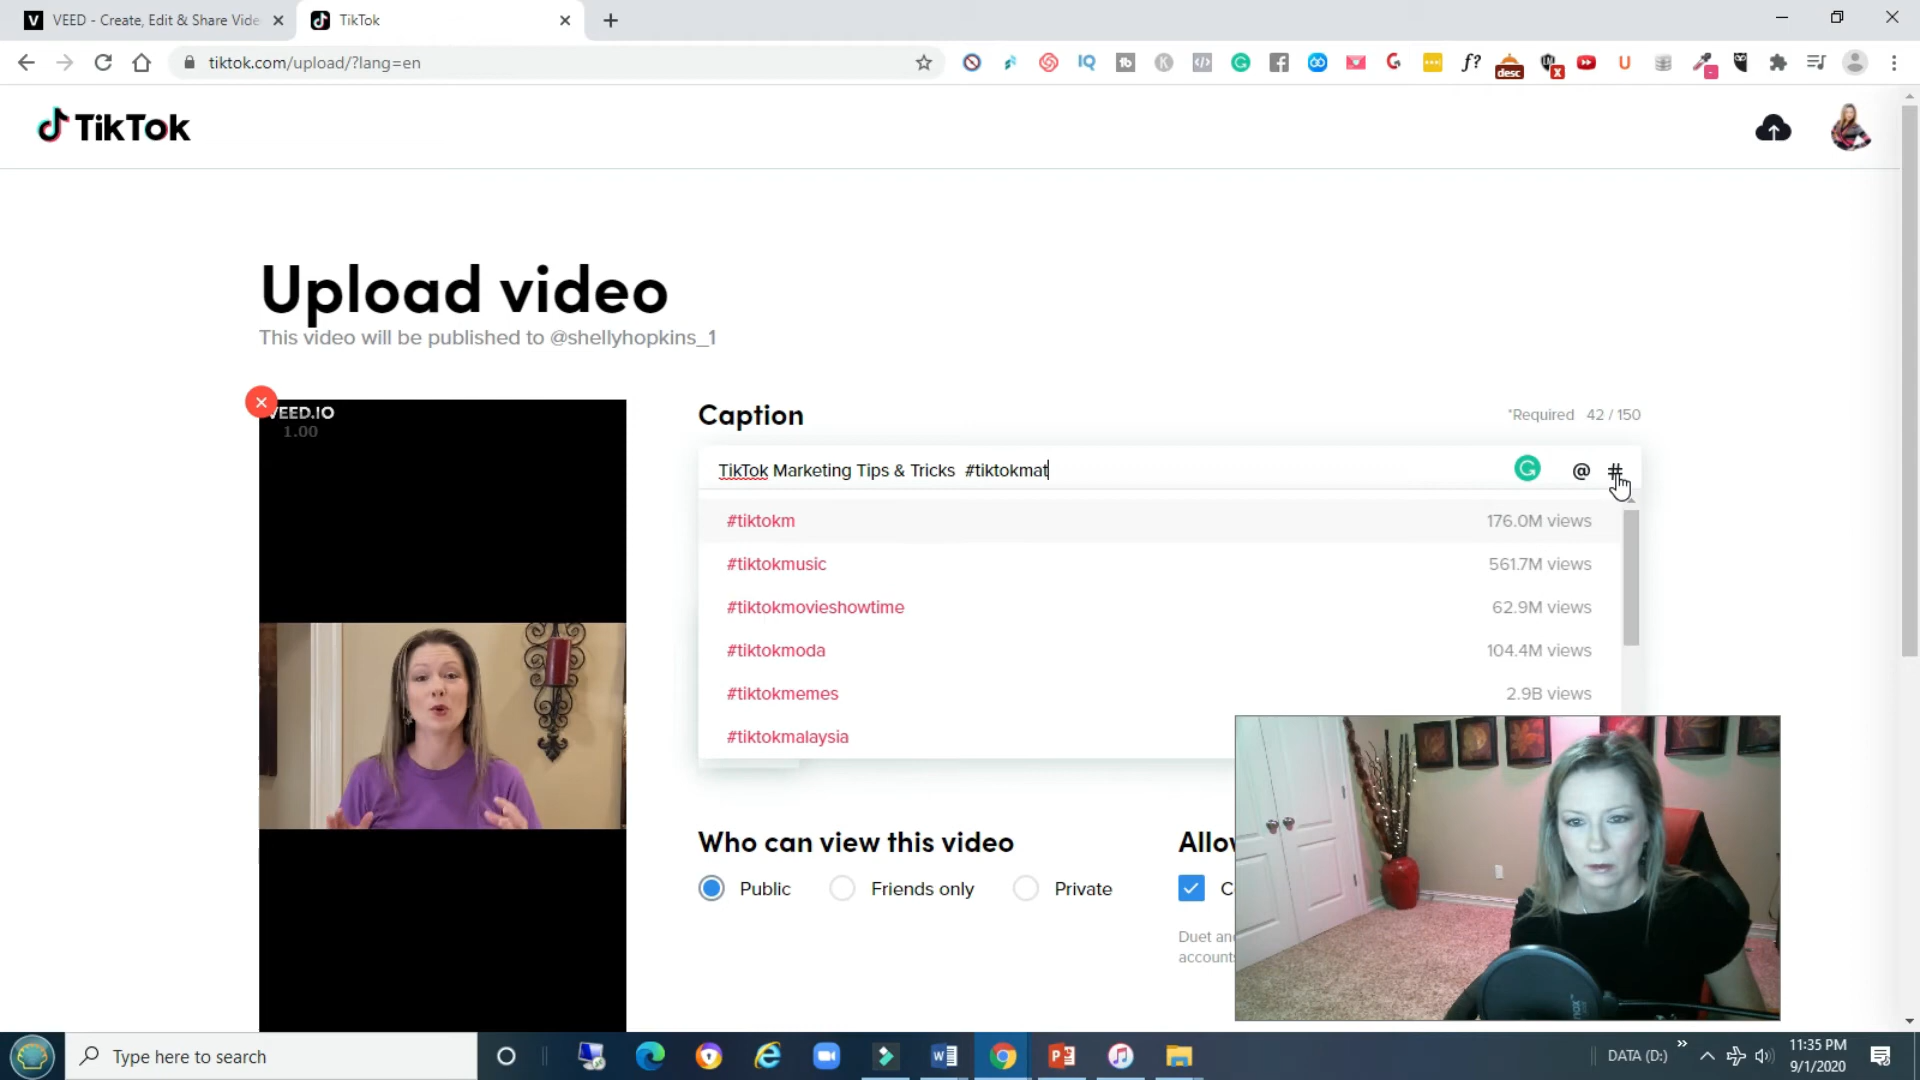 VEED - Create, Edit & Share Vide
TikTok
tiktok.com/upload/?lang=en
desc
TikTok
Upload video
This video will be published to @shellyhopkins_1
VEED.IO
1.00
Caption
*Required 42 / 150
TikTok Marketing Tips & Tricks #tiktokmat
@ #
#tiktokm 176.0M views
#tiktokmusic 561.7M views
#tiktokmovieshowtime 62.9M views
#tiktokmoda 104.4M views
#tiktokmemes 2.9B views
#tiktokmalaysia
Who can view this video
Allo
Public Friends only Private
C
Duet an
accounts
Type here to search
DATA (D:)
11:35 PM
9/1/2020